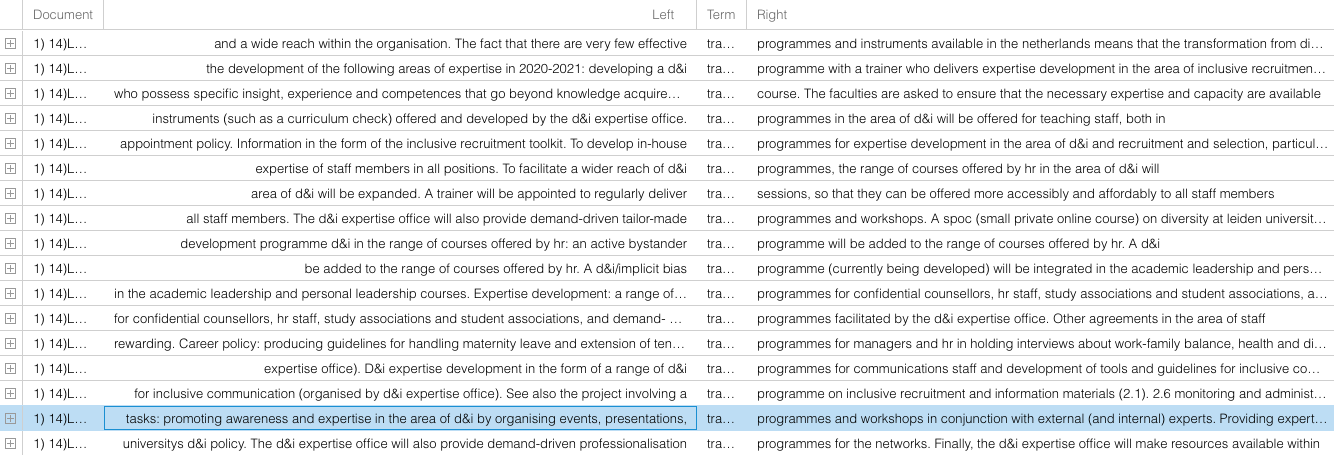 Document Left Term Right
1) 14)L… and a wide reach within the organisation. The fact that there are very few effective tra… programmes and instruments available in the netherlands means that the transformation from di…
1) 14)L… the development of the following areas of expertise in 2020-2021: developing a d&i tra… programme with a trainer who delivers expertise development in the area of inclusive recruitmen…
1) 14)L… who possess specific insight, experience and competences that go beyond knowledge acquire… tra… course. The faculties are asked to ensure that the necessary expertise and capacity are available
1) 14)L… instruments (such as a curriculum check) offered and developed by the d&i expertise office. tra… programmes in the area of d&i will be offered for teaching staff, both in
1) 14)L… appointment policy. Information in the form of the inclusive recruitment toolkit. To develop in-house tra… programmes for expertise development in the area of d&i and recruitment and selection, particul…
1) 14)L… expertise of staff members in all positions. To facilitate a wider reach of d&i tra… programmes, the range of courses offered by hr in the area of d&i will
1) 14)L… area of d&i will be expanded. A trainer will be appointed to regularly deliver tra… sessions, so that they can be offered more accessibly and affordably to all staff members
1) 14)L… all staff members. The d&i expertise office will also provide demand-driven tailor-made tra… programmes and workshops. A spoc (small private online course) on diversity at leiden universit…
1) 14)L… development programme d&i in the range of courses offered by hr: an active bystander tra… programme will be added to the range of courses offered by hr. A d&i
1) 14)L… be added to the range of courses offered by hr. A d&i/implicit bias tra… programme (currently being developed) will be integrated in the academic leadership and pers…
1) 14)L… in the academic leadership and personal leadership courses. Expertise development: a range of… tra… programmes for confidential counsellors, hr staff, study associations and student associations, a…
1) 14)L… for confidential counsellors, hr staff, study associations and student associations, and demand- … tra… programmes facilitated by the d&i expertise office. Other agreements in the area of staff
1) 14)L… rewarding. Career policy: producing guidelines for handling maternity leave and extension of ten… tra… programmes for managers and hr in holding interviews about work-family balance, health and di…
1) 14)L… expertise office). D&i expertise development in the form of a range of d&i tra… programmes for communications staff and development of tools and guidelines for inclusive co…
1) 14)L… for inclusive communication (organised by d&i expertise office). See also the project involving a tra… programme on inclusive recruitment and information materials (2.1). 2.6 monitoring and administ…
1) 14)L… tasks: promoting awareness and expertise in the area of d&i by organising events, presentations, tra… programmes and workshops in conjunction with external (and internal) experts. Providing expert…
1) 14)L… universitys d&i policy. The d&i expertise office will also provide demand-driven professionalisation tra… programmes for the networks. Finally, the d&i expertise office will make resources available within